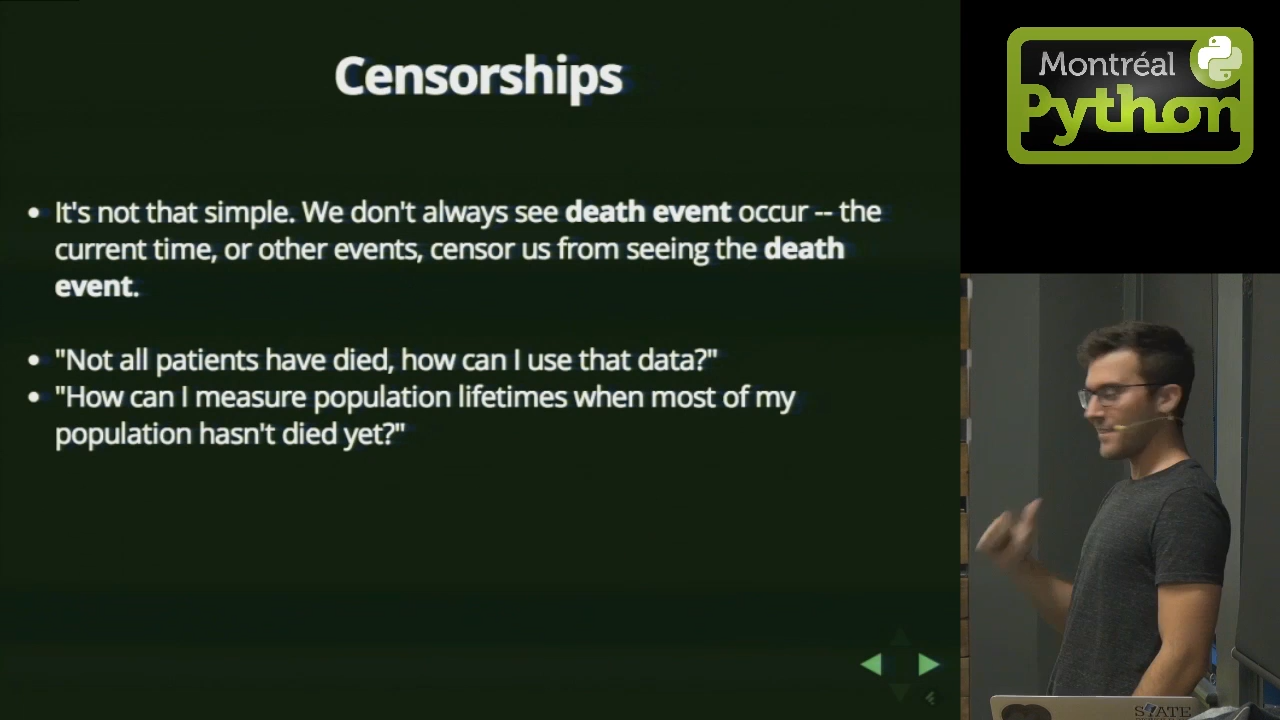 Censorships
• It's not that simple. We don't always see death event occur -- the
current time, or other events, censor us from seeing the
death
event.
• "Not all patients have died, how can I use that data?"
• "How can I measure population lifetimes when most of my
population hasn't died yet?"
Montréal
Python
STATE